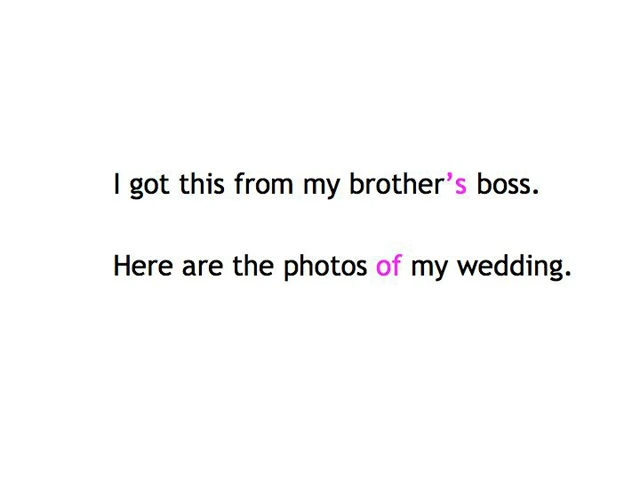 I got this from my brother’s boss.
Here are the photos of my wedding.